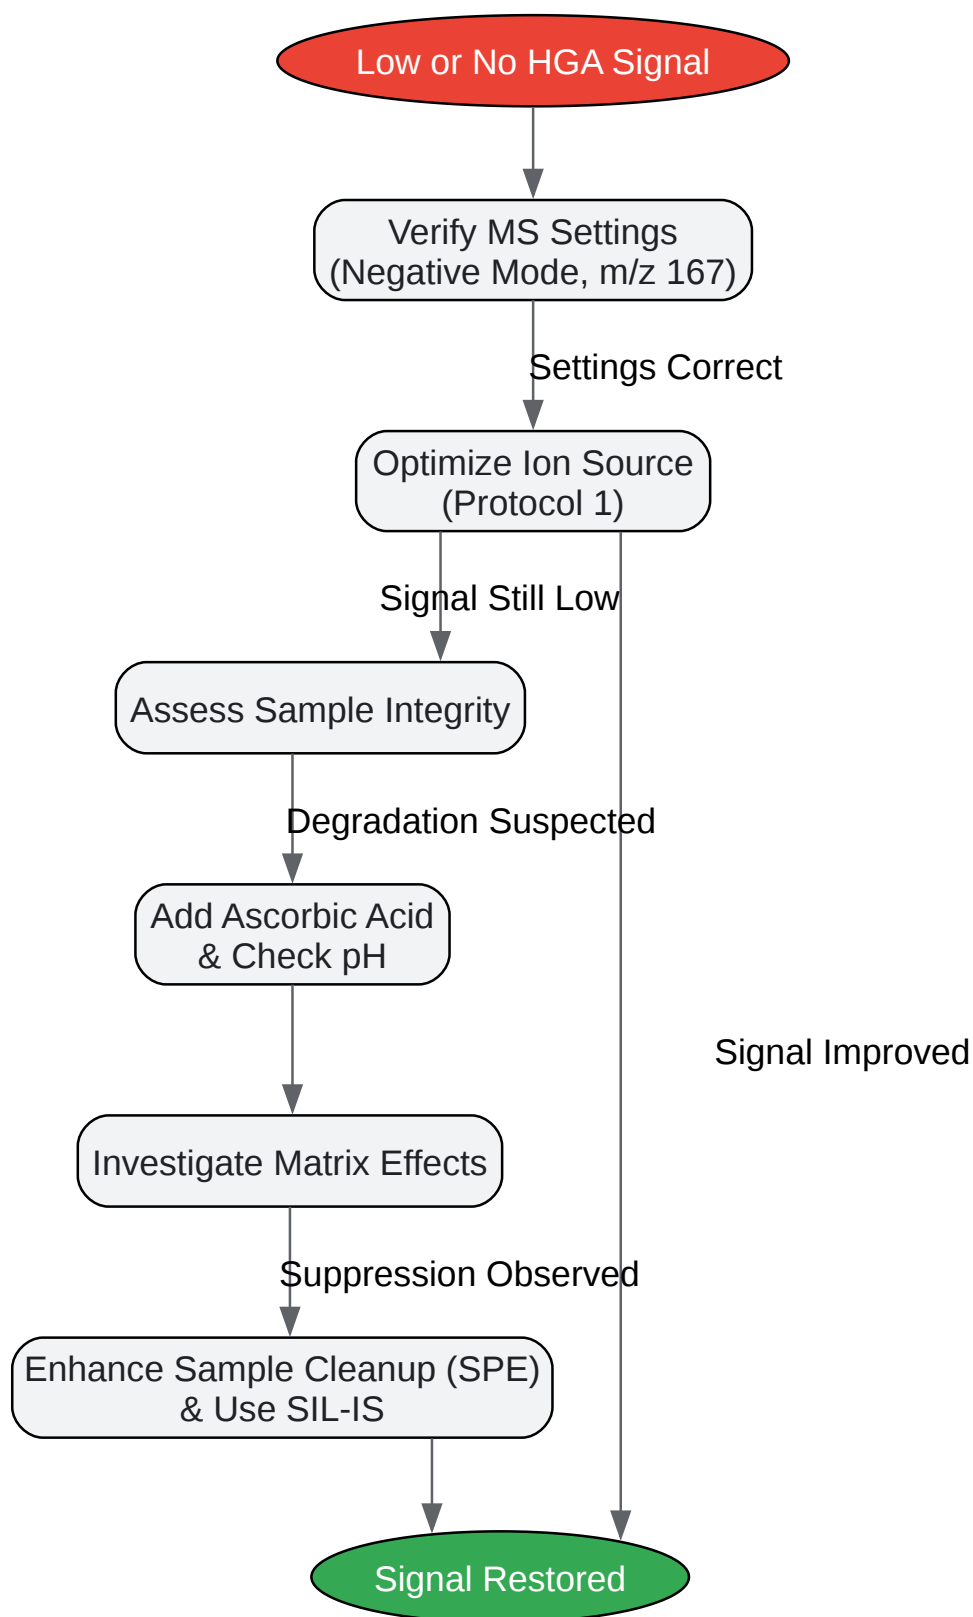 Low or No HGA Signal
Verify MS Settings
(Negative Mode, m/z 167)
Settings Correct
Optimize Ion Source
(Protocol 1)
Signal Still Low
Assess Sample Integrity
Degradation Suspected
Add Ascorbic Acid
& Check pH
Signal Improved
Investigate Matrix Effects
Suppression Observed
Enhance Sample Cleanup (SPE)
& Use SIL-IS
Signal Restored